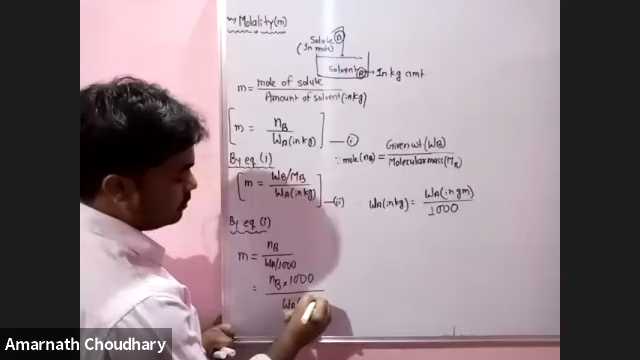 → Molality(m)
Solute B
(In mole)
Solvent A → In kg amt
m = mole of solute / Amount of solvent (in kg)
[m = nB / WA(in kg)] — (i)
∵ mole (nB) = Given wt (WB) / Molecular mass (MB)
By eq (1)
[m = WB/MB / WA(in kg)] — (ii)
WA(in kg) = WA(in gm) / 1000
By eq (i)
m = nB / WA/1000
= nB × 1000 / WA
Amarnath Choudhary